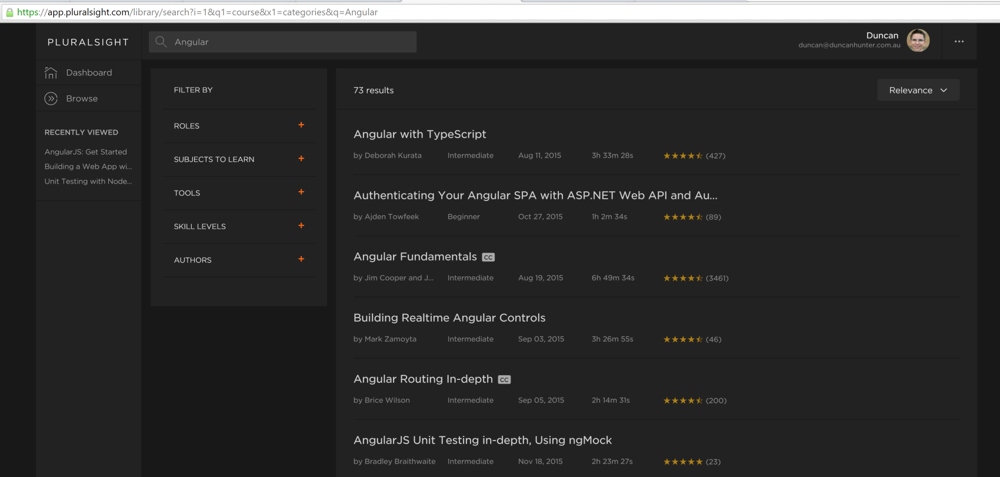 https://app.pluralsight.com/library/search?i=1&q1=course&x1=categories&q=Angular
PLURALSIGHT
Angular
Duncan
duncan@duncanhunter.com.au
Dashboard
Browse
RECENTLY VIEWED
AngularJS: Get Started
Building a Web App wi...
Unit Testing with Node...
FILTER BY
ROLES +
SUBJECTS TO LEARN +
TOOLS +
SKILL LEVELS +
AUTHORS +
73 results
Relevance
Angular with TypeScript
by Deborah Kurata Intermediate Aug 11, 2015 3h 33m 28s (427)
Authenticating Your Angular SPA with ASP.NET Web API and Au...
by Ajden Towfeek Beginner Oct 27, 2015 1h 2m 34s (89)
Angular Fundamentals CC
by Jim Cooper and J... Intermediate Aug 19, 2015 6h 49m 34s (3461)
Building Realtime Angular Controls
by Mark Zamoyta Intermediate Sep 03, 2015 3h 26m 55s (46)
Angular Routing In-depth CC
by Brice Wilson Intermediate Sep 05, 2015 2h 14m 31s (200)
AngularJS Unit Testing in-depth, Using ngMock
by Bradley Braithwaite Intermediate Nov 18, 2015 2h 23m 27s (23)